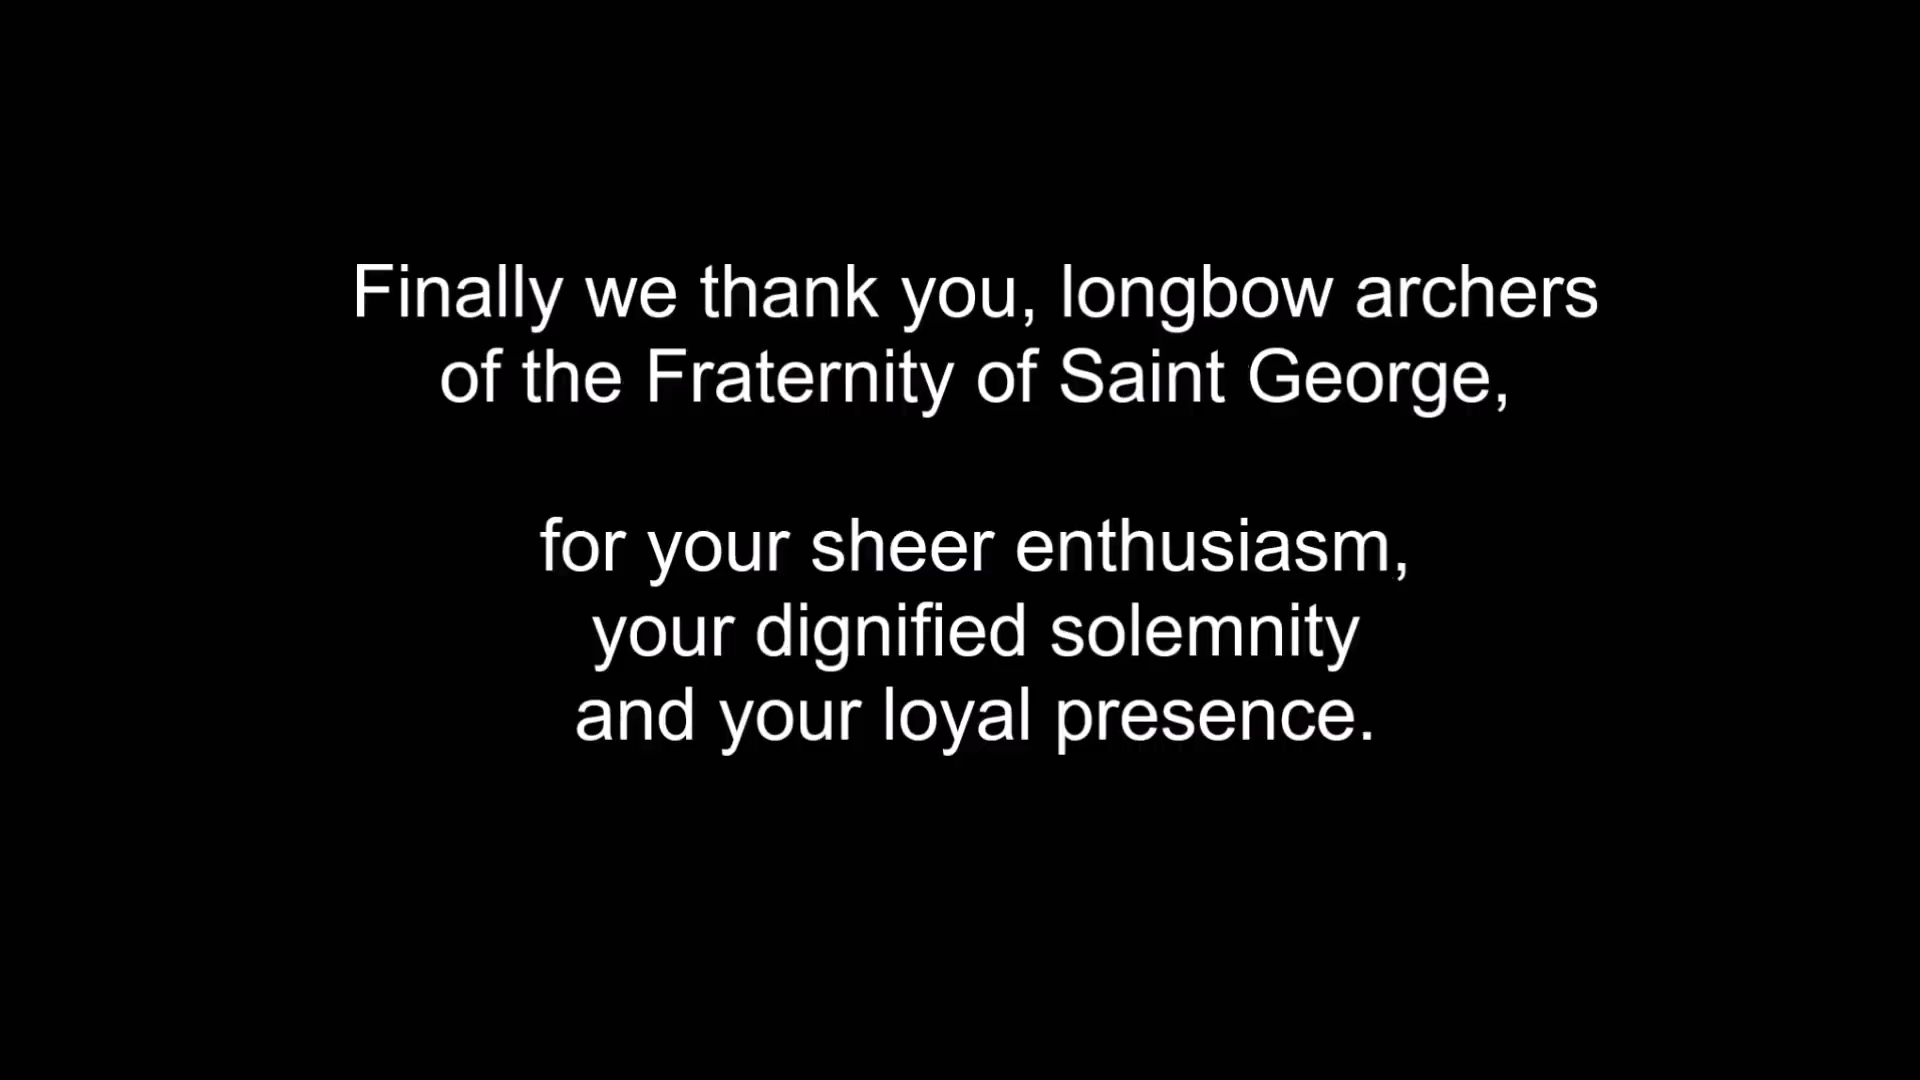 Finally we thank you, longbow archers
of the Fraternity of Saint George,
for your sheer enthusiasm,
your dignified solemnity
and your loyal presence.